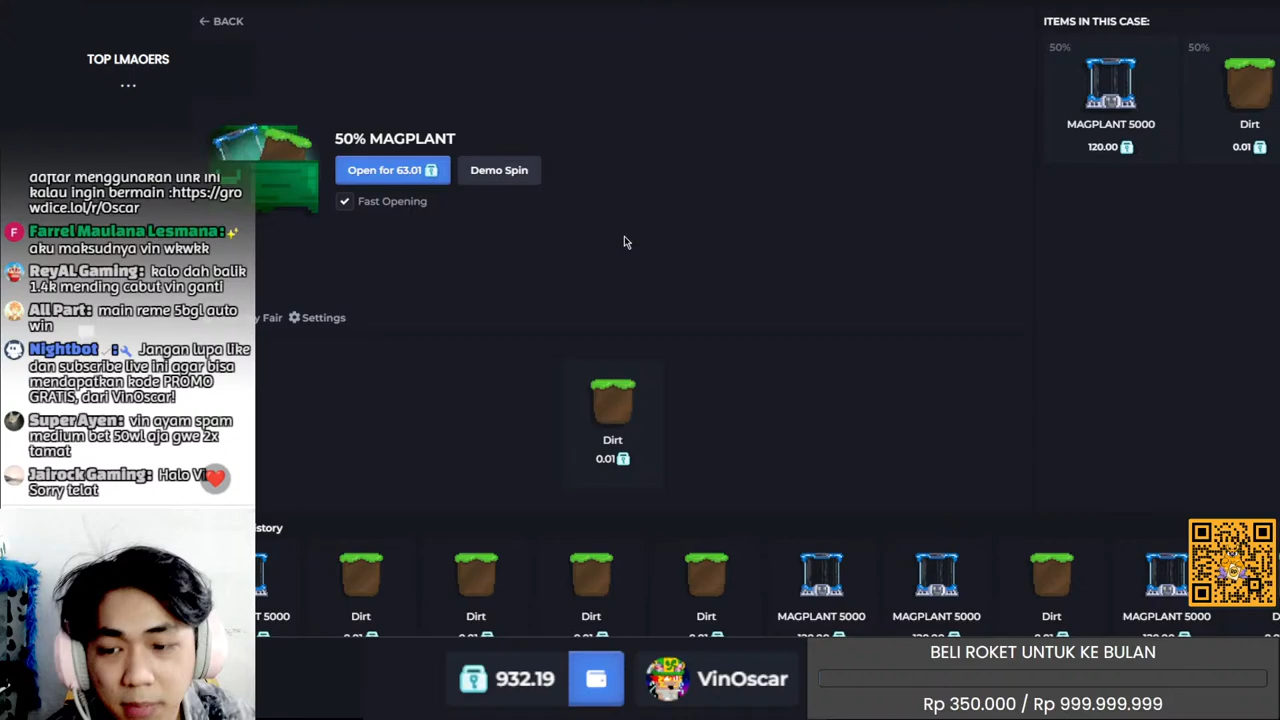 BACK
ITEMS IN THIS CASE:
TOP LMAOERS
...
50%
50%
MAGPLANT 5000
Dirt
120.00
0.01
50% MAGPLANT
Open for 63.01
Demo Spin
Fast Opening
daftar menggunakan link ini
kalau ingin bermain :https://gro
wdice.lol/r/Oscar
F Farrel Maulana Lesmana:
aku maksudnya vin wkwkk
ReyAL Gaming: kalo dah balik
1.4k mending cabut vin ganti
All Part: main reme 5bgl auto
win
Nightbot : Jangan lupa like
dan subscribe live ini agar bisa
mendapatkan kode PROMO
GRATIS, dari VinOscar!
Super Ayen: vin ayam spam
medium bet 50wl aja gwe 2x
tamat
Jairock Gaming: Halo Vi
Sorry telat
y Fair Settings
Dirt
0.01
istory
T 5000
Dirt
Dirt
Dirt
Dirt
MAGPLANT 5000
MAGPLANT 5000
Dirt
MAGPLANT 5000
932.19
VinOscar
BELI ROKET UNTUK KE BULAN
Rp 350.000 / Rp 999.999.999